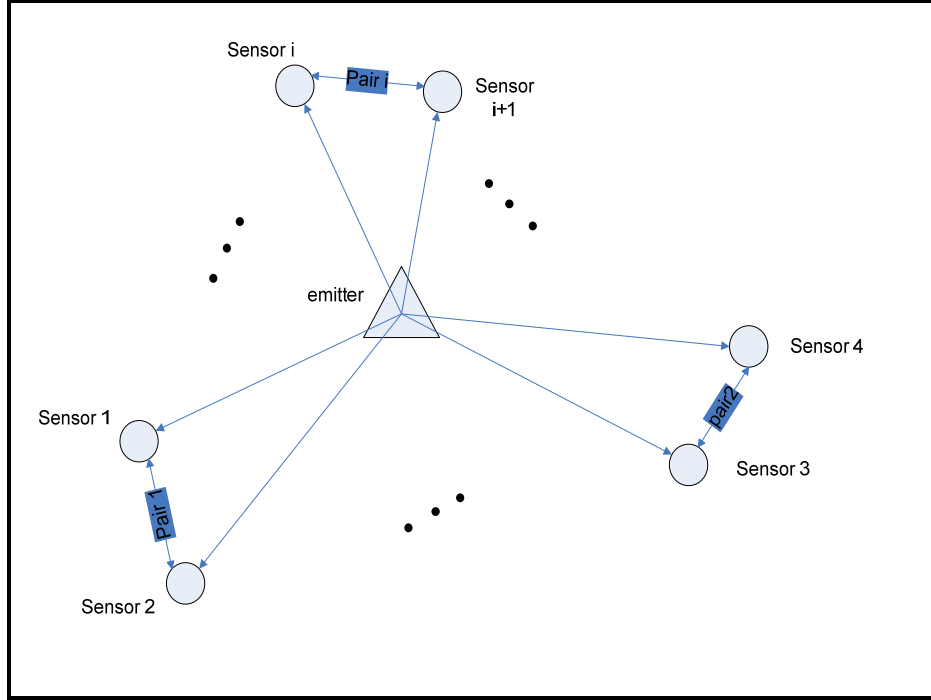 Sensor i
Pair i
Sensor
i+1
emitter
Sensor 4
pair2
Sensor 1
Sensor 3
Pair 1
Sensor 2